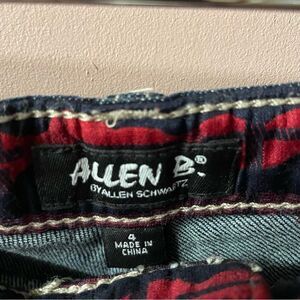 ALLEN B.®
BY ALLEN SCHWARTZ
4
MADE IN
CHINA